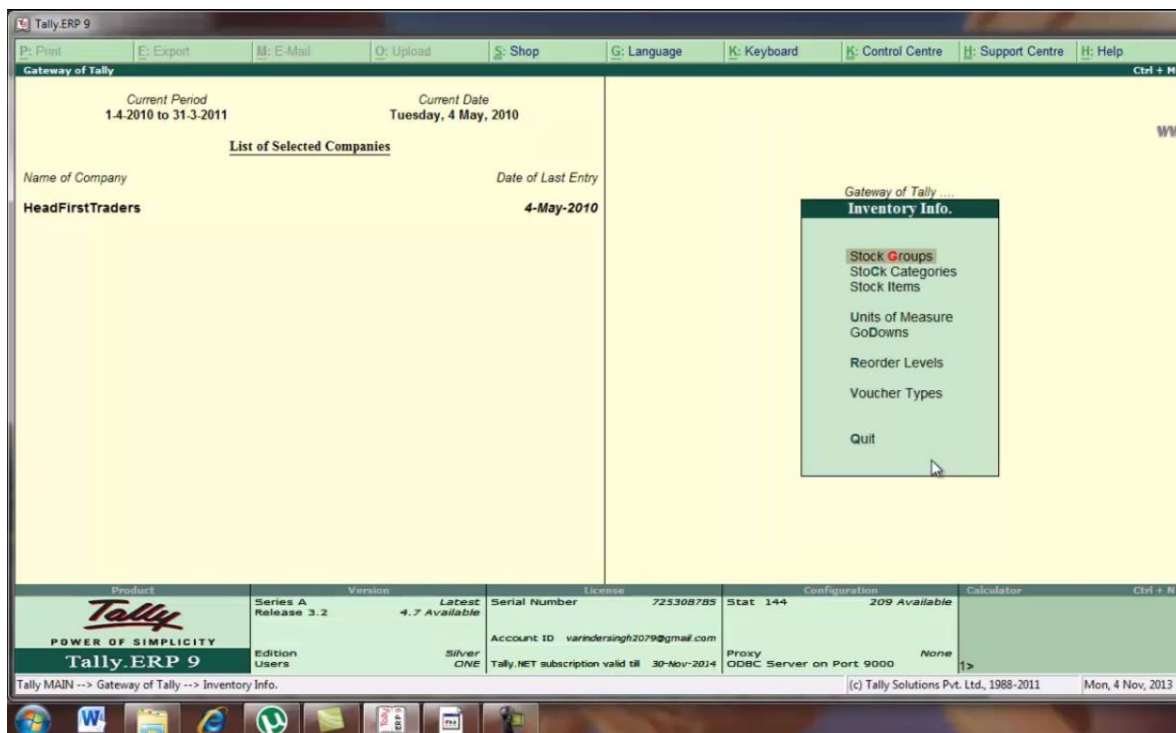 Tally.ERP 9
P: Print E: Export M: E-Mail O: Upload S: Shop G: Language K: Keyboard K: Control Centre H: Support Centre H: Help
Gateway of Tally Ctrl + M
Current Period Current Date
1-4-2010 to 31-3-2011 Tuesday, 4 May, 2010
List of Selected Companies
Name of Company Date of Last Entry
HeadFirstTraders 4-May-2010
Gateway of Tally ....
Inventory Info.
Stock Groups
StoCk Categories
Stock Items
Units of Measure
GoDowns
Reorder Levels
Voucher Types
Quit
Product Version License Configuration Calculator Ctrl + N
Tally
POWER OF SIMPLICITY
Tally.ERP 9
Series A Latest
Release 3.2 4.7 Available
Edition Silver
Users ONE
Serial Number 725308785
Account ID varindersingh2079@gmail.com
Tally.NET subscription valid till 30-Nov-2014
Stat 144 209 Available
Proxy None
ODBC Server on Port 9000
1>
Tally MAIN --> Gateway of Tally --> Inventory Info. (c) Tally Solutions Pvt. Ltd., 1988-2011 Mon, 4 Nov, 2013